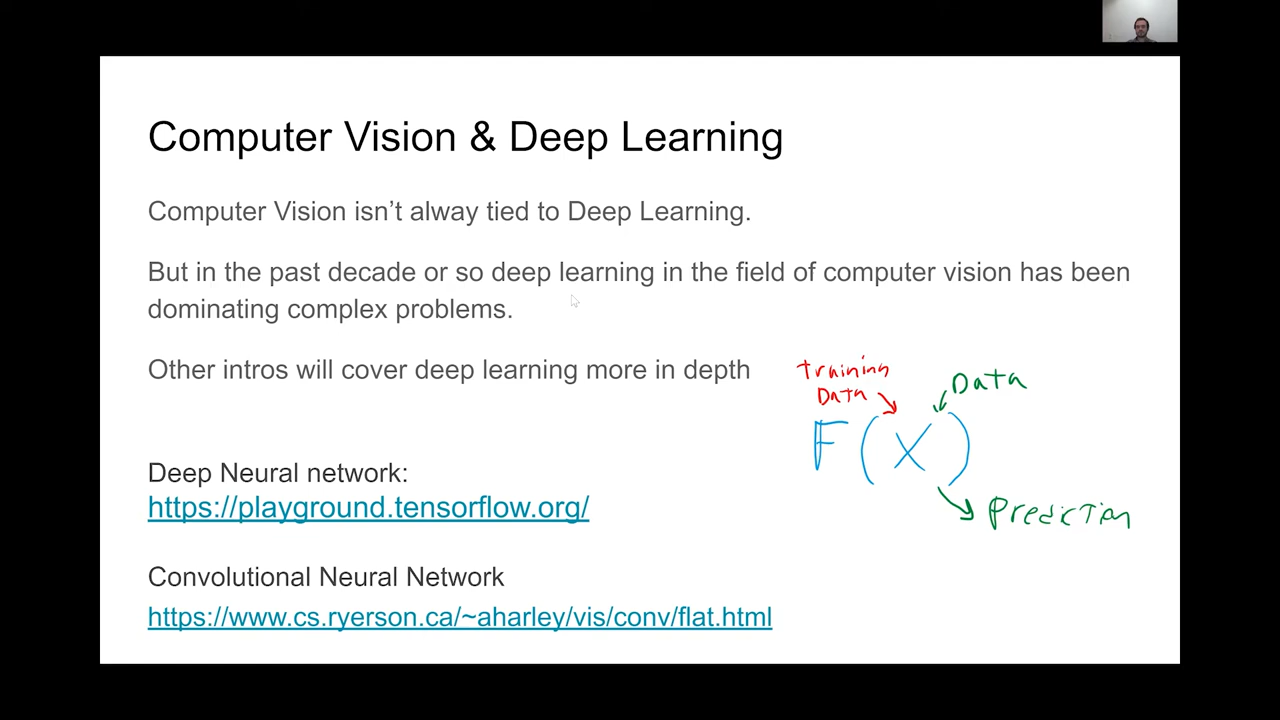 Computer Vision & Deep Learning
Computer Vision isn't alway tied to Deep Learning.
But in the past decade or so deep learning in the field of computer vision has been
dominating complex problems.
Other intros will cover deep learning more in depth
Training
Data
Data
F(X)
Prediction
Deep Neural network:
https://playground.tensorflow.org/
Convolutional Neural Network
https://www.cs.ryerson.ca/~aharley/vis/conv/flat.html